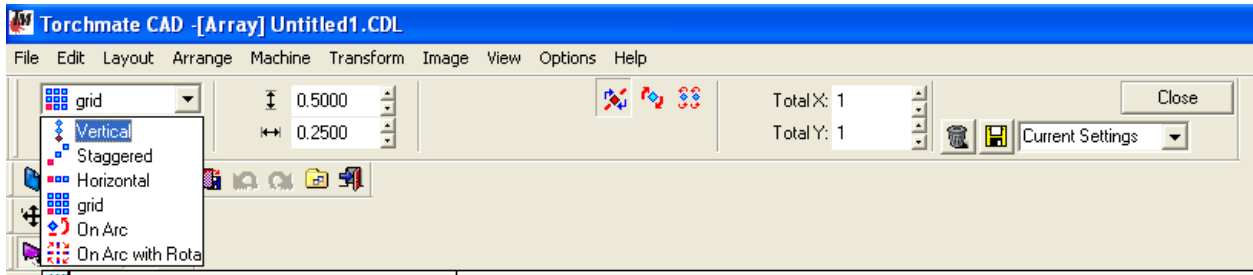 Torchmate CAD -[Array] Untitled1.CDL
File Edit Layout Arrange Machine Transform Image View Options Help
grid 0.5000 Total X: 1 Close
0.2500 Total Y: 1 Current Settings
Vertical
Staggered
Horizontal
grid
On Arc
On Arc with Rota